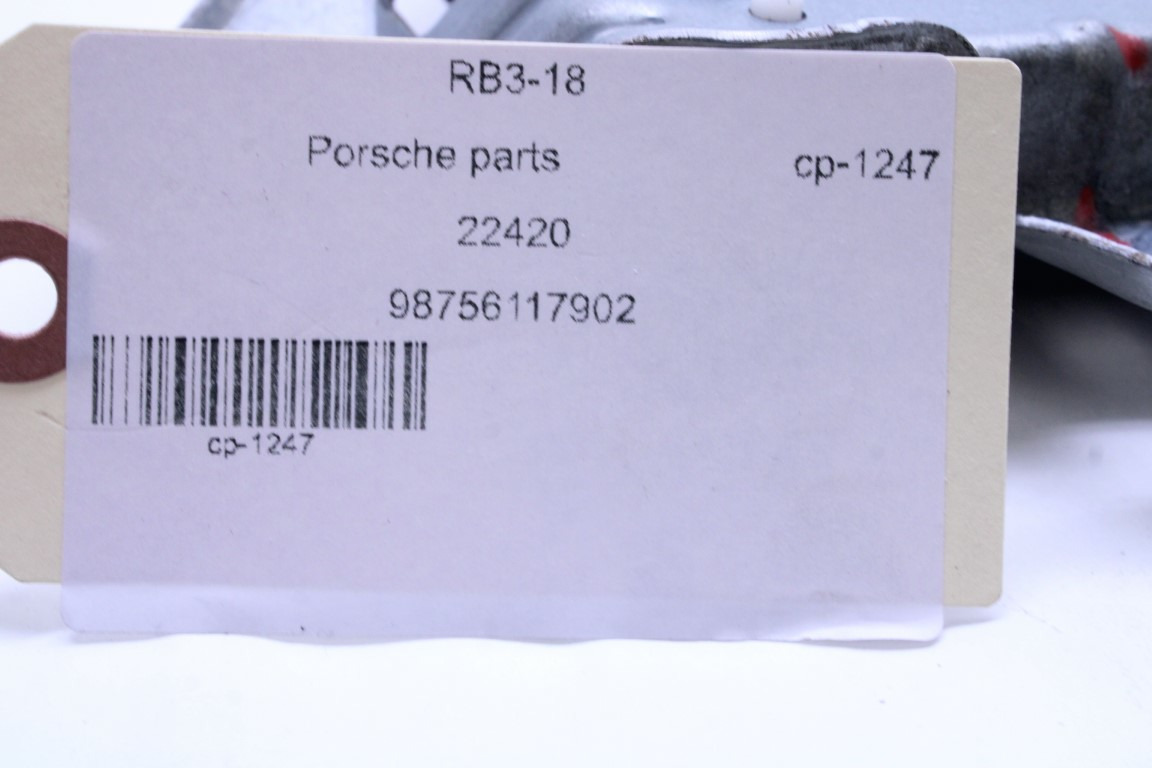 RB3-18
Porsche parts cp-1247
22420
98756117902
cp-1247